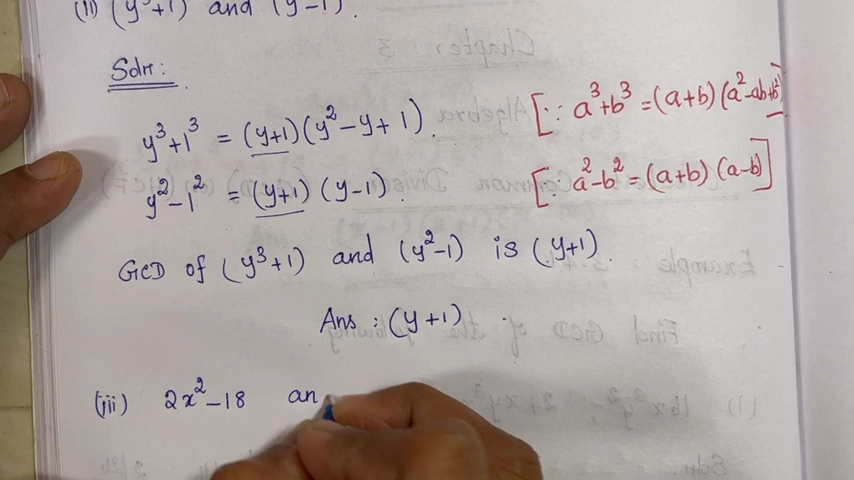 (ii) (y³+1) and (y²-1).
Soln:
y³+1³ = (y+1)(y²-y+1). [∵ a³+b³ = (a+b)(a²-ab+b²]
y²-1² = (y+1)(y-1). [∵ a²-b² = (a+b)(a-b)]
GCD of (y³+1) and (y²-1) is (y+1).
Ans : (y+1).
(iii) 2x²-18 an